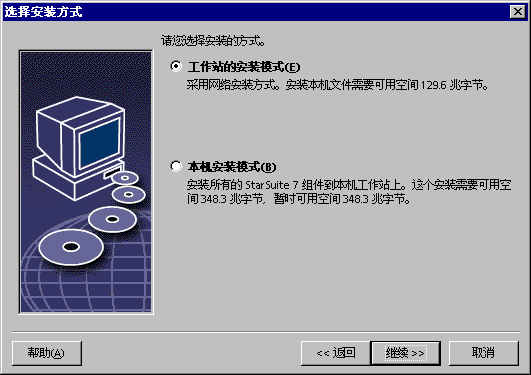 选择安装方式
请您选择安装的方式。
工作站的安装模式(E)
采用网络安装方式。安装本机文件需要可用空间 129.6 兆字节。
本机安装模式(B)
安装所有的 StarSuite 7 组件到本机工作站上。这个安装需要可用空
间 348.3 兆字节，暂时可用空间 348.3 兆字节。
帮助(A)
<< 返回
继续 >>
取消